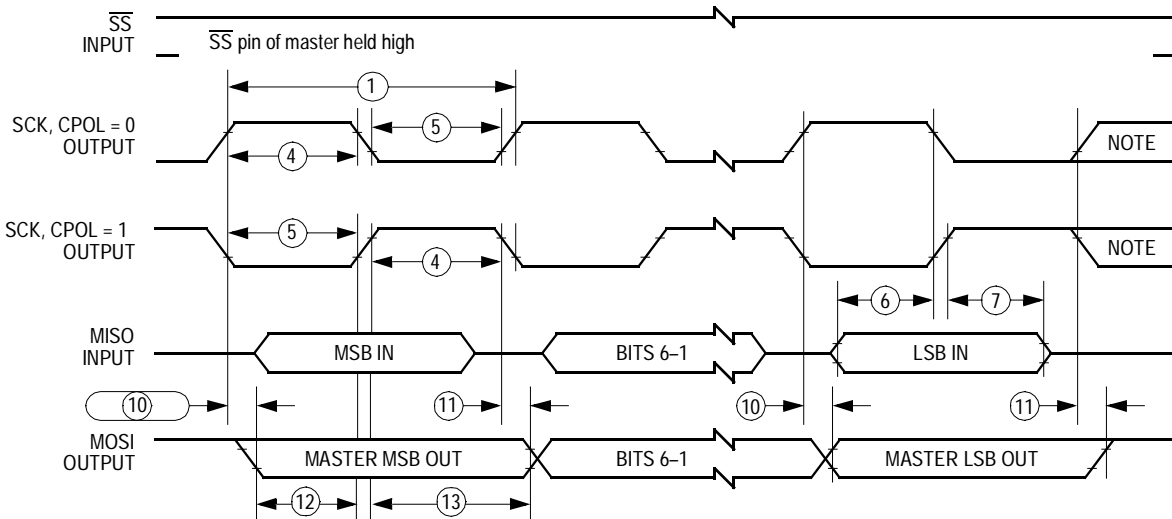 SS
INPUT
SS pin of master held high
1
SCK, CPOL = 0
OUTPUT
5
4
NOTE
SCK, CPOL = 1
OUTPUT
5
4
NOTE
6
7
MISO
INPUT
MSB IN
BITS 6–1
LSB IN
10
11
10
11
MOSI
OUTPUT
MASTER MSB OUT
BITS 6–1
MASTER LSB OUT
12
13